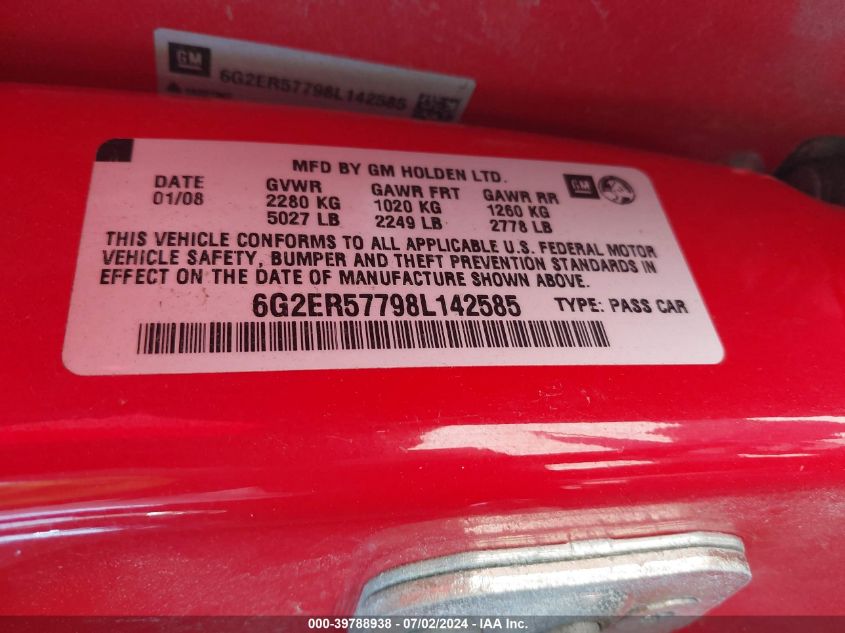 GM
6G2ER57798L142585
MFD BY GM HOLDEN LTD.
DATE GVWR GAWR FRT GAWR RR GM
01/08 2280 KG 1020 KG 1260 KG
5027 LB 2249 LB 2778 LB
THIS VEHICLE CONFORMS TO ALL APPLICABLE U.S. FEDERAL MOTOR
VEHICLE SAFETY, BUMPER AND THEFT PREVENTION STANDARDS IN
EFFECT ON THE DATE OF MANUFACTURE SHOWN ABOVE.
6G2ER57798L142585 TYPE: PASS CAR
000-39788938 - 07/02/2024 - IAA Inc.